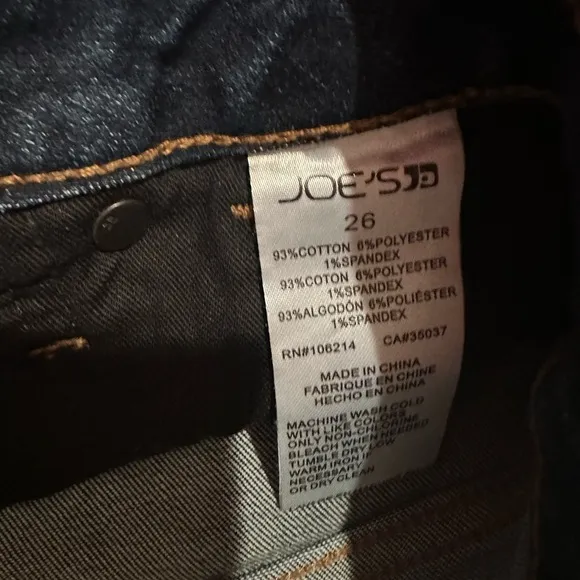 JOE'S
26
93%COTTON 6%POLYESTER
1%SPANDEX
93%COTON 6%POLYESTER
1%SPANDEX
93%ALGODÓN 6%POLIÉSTER
1%SPANDEX
RN#106214 CA#35037
MADE IN CHINA
FABRIQUE EN CHINE
HECHO EN CHINA
MACHINE WASH COLD
WITH LIKE COLORS
ONLY NON-CHLORINE
BLEACH WHEN NEEDED
TUMBLE DRY LOW
WARM IRON IF
NECESSARY
OR DRY CLEAN